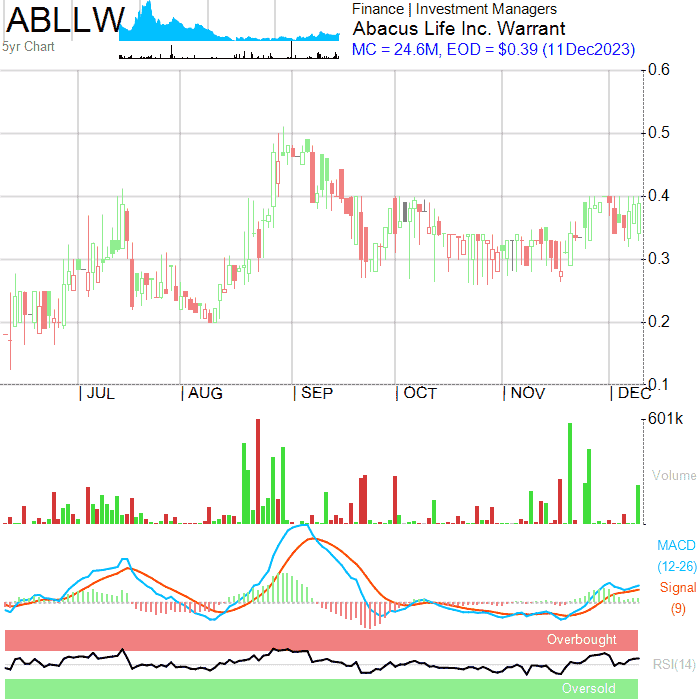 ABLLW
5yr Chart
Finance | Investment Managers
Abacus Life Inc. Warrant
MC = 24.6M, EOD = $0.39 (11Dec2023)
0.6
0.5
0.4
0.3
0.2
0.1
| JUL | AUG | SEP | OCT | NOV | DEC
601k
Volume
MACD
(12-26)
Signal
(9)
Overbought
RSI(14)
Oversold